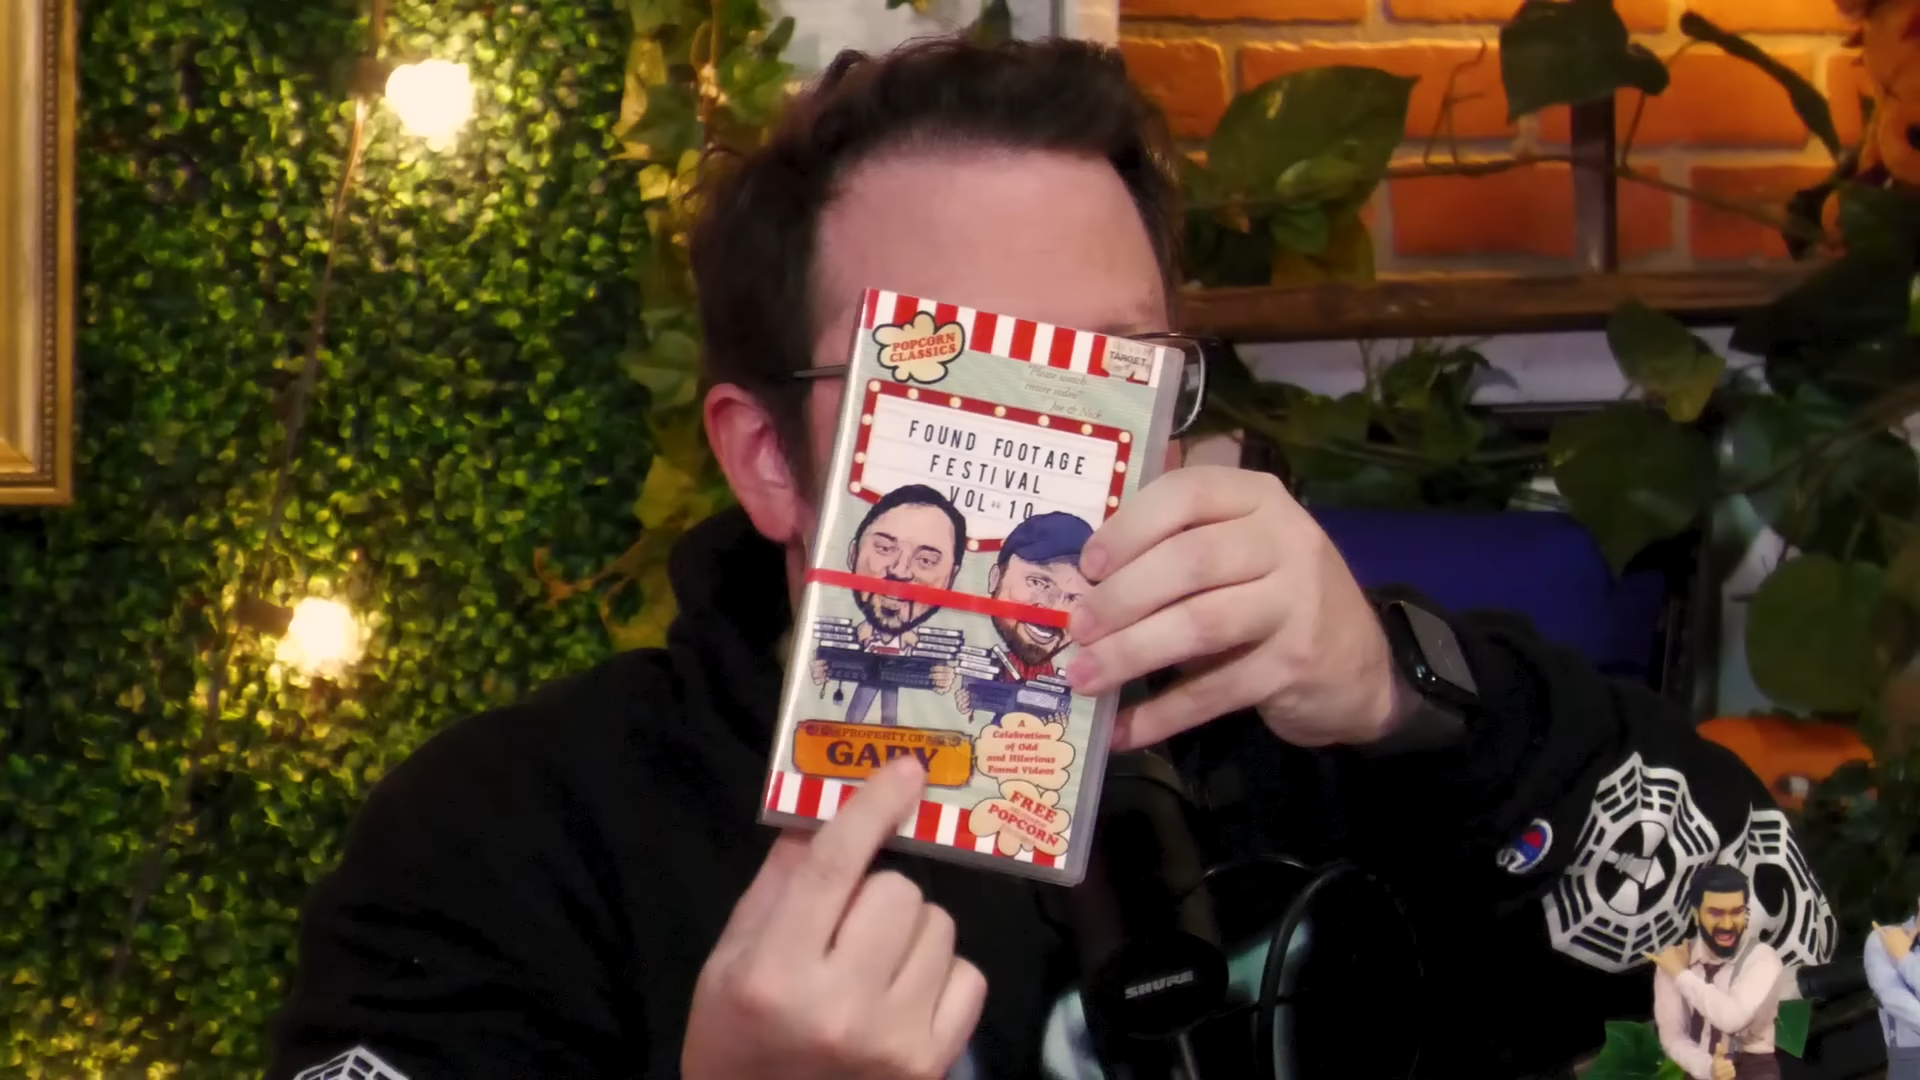 POPCORN
CLASSICS
TARGET
"Please watch
entire video"
Joe & Nick
FOUND FOOTAGE
FESTIVAL
VOL 10
PROPERTY OF
GARY
A
Celebration
of Odd
and Hilarious
Found Videos
FREE
POPCORN
SHURE